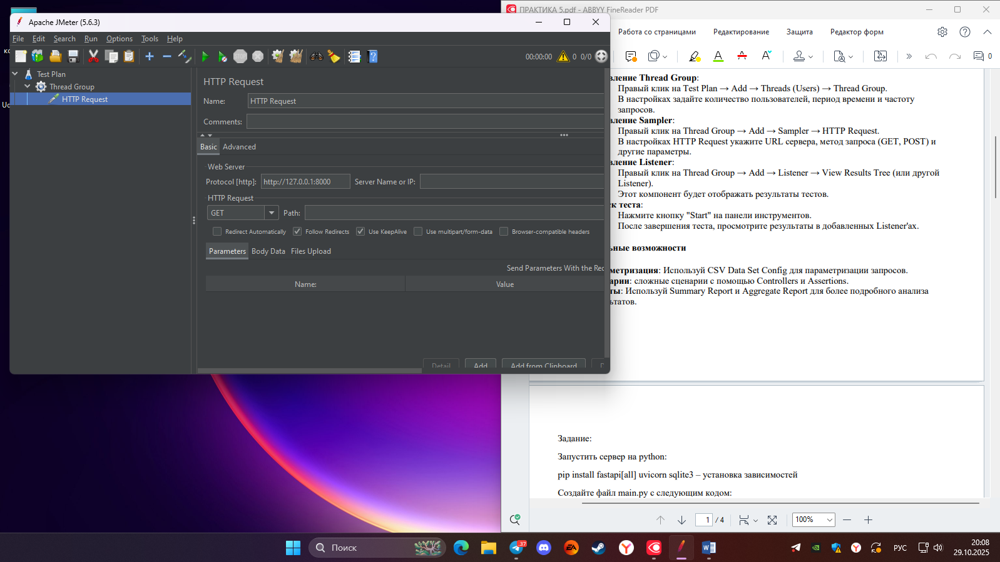 ПРАКТИКА 5.pdf - ABBYY FineReader PDF
Apache JMeter (5.6.3)
File Edit Search Run Options Tools Help
00:00:00 0 0/0
Test Plan
Thread Group
HTTP Request
HTTP Request
Name: HTTP Request
Comments:
Basic Advanced
Web Server
Protocol [http]: http://127.0.0.1:8000 Server Name or IP:
HTTP Request
GET Path:
Redirect Automatically Follow Redirects Use KeepAlive Use multipart/form-data Browser-compatible headers
Parameters Body Data Files Upload
Send Parameters With the Rec
Name: Value
Detail Add Add from Clipboard
Работа со страницами Редактирование Защита Редактор форм
0
вление Thread Group:
Правый клик на Test Plan → Add → Threads (Users) → Thread Group.
В настройках задайте количество пользователей, период времени и частоту
запросов.
вление Sampler:
Правый клик на Thread Group → Add → Sampler → HTTP Request.
В настройках HTTP Request укажите URL сервера, метод запроса (GET, POST) и
другие параметры.
вление Listener:
Правый клик на Thread Group → Add → Listener → View Results Tree (или другой
Listener).
Этот компонент будет отображать результаты тестов.
ск теста:
Нажмите кнопку "Start" на панели инструментов.
После завершения теста, просмотрите результаты в добавленных Listener'ах.
ьные возможности
метризация: Используй CSV Data Set Config для параметризации запросов.
арии: сложные сценарии с помощью Controllers и Assertions.
ты: Используй Summary Report и Aggregate Report для более подробного анализа
ьтатов.
Задание:
Запустить сервер на python:
pip install fastapi[all] uvicorn sqlite3 – установка зависимостей
Создайте файл main.py с следующим кодом:
1 / 4 100%
Поиск
37
РУС
20:08
29.10.2025